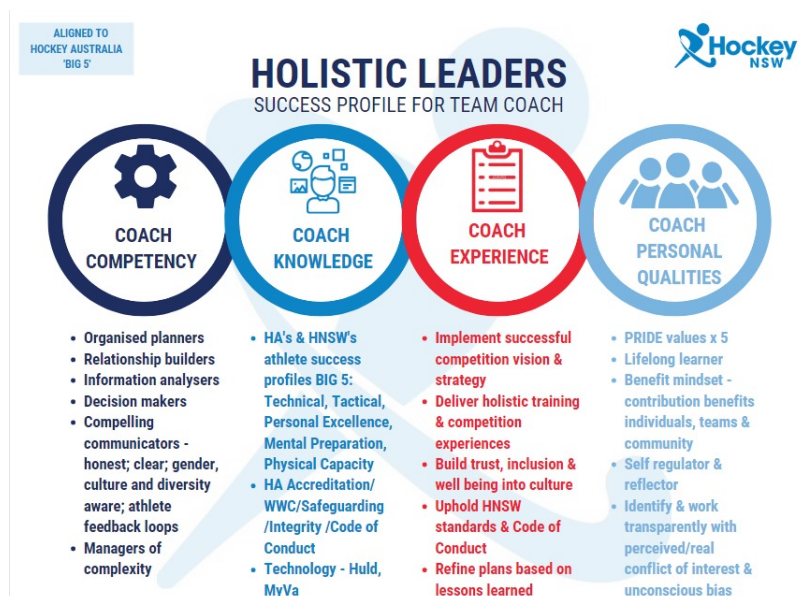 ALIGNED TO
HOCKEY AUSTRALIA
'BIG 5'
Hockey
NSW
HOLISTIC LEADERS
SUCCESS PROFILE FOR TEAM COACH
COACH
COMPETENCY
COACH
KNOWLEDGE
COACH
EXPERIENCE
COACH
PERSONAL
QUALITIES
• Organised planners
• Relationship builders
• Information analysers
• Decision makers
• Compelling
communicators -
honest; clear; gender,
culture and diversity
aware; athlete
feedback loops
• Managers of
complexity
• HA's & HNSW's
athlete success
profiles BIG 5:
Technical, Tactical,
Personal Excellence,
Mental Preparation,
Physical Capacity
• HA Accreditation/
WWC/Safeguarding
/Integrity /Code of
Conduct
• Technology - Huld,
MyVa
• Implement successful
competition vision &
strategy
• Deliver holistic training
& competition
experiences
• Build trust, inclusion &
well being into culture
• Uphold HNSW
standards & Code of
Conduct
• Refine plans based on
lessons learned
• PRIDE values x 5
• Lifelong learner
• Benefit mindset -
contribution benefits
individuals, teams &
community
• Self regulator &
reflector
• Identify & work
transparently with
perceived/real
conflict of interest &
unconscious bias